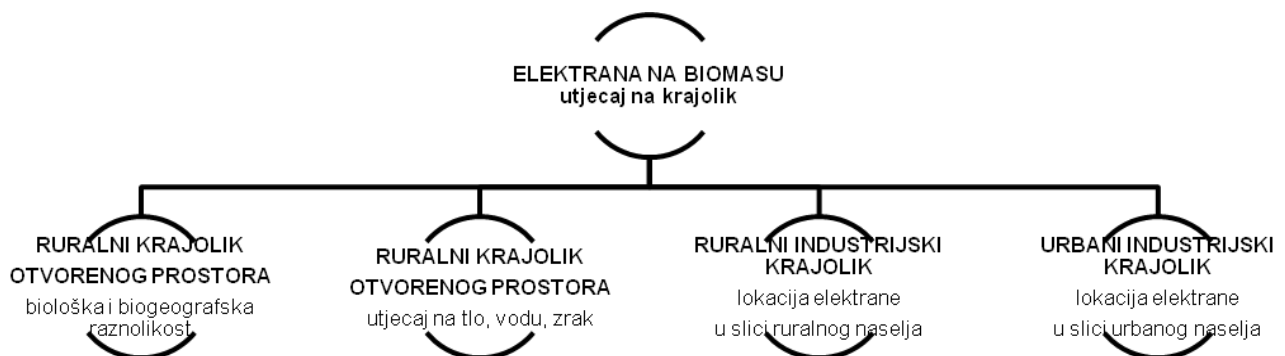 ELEKTRANA NA BIOMASU
utjecaj na krajolik
RURALNI KRAJOLIK
OTVORENOG PROSTORA
biološka i biogeografska
raznolikost
RURALNI KRAJOLIK
OTVORENOG PROSTORA
utjecaj na tlo, vodu, zrak
RURALNI INDUSTRIJSKI
KRAJOLIK
lokacija elektrane
u slici ruralnog naselja
URBANI INDUSTRIJSKI
KRAJOLIK
lokacija elektrane
u slici urbanog naselja